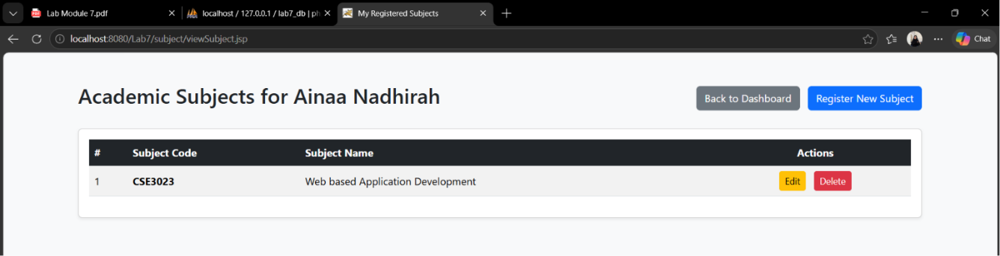 Lab Module 7.pdf
localhost / 127.0.0.1 / lab7_db | ph
My Registered Subjects
localhost:8080/Lab7/subject/viewSubject.jsp
Chat
Academic Subjects for Ainaa Nadhirah
Back to Dashboard
Register New Subject
# Subject Code Subject Name Actions
1 CSE3023 Web based Application Development Edit Delete